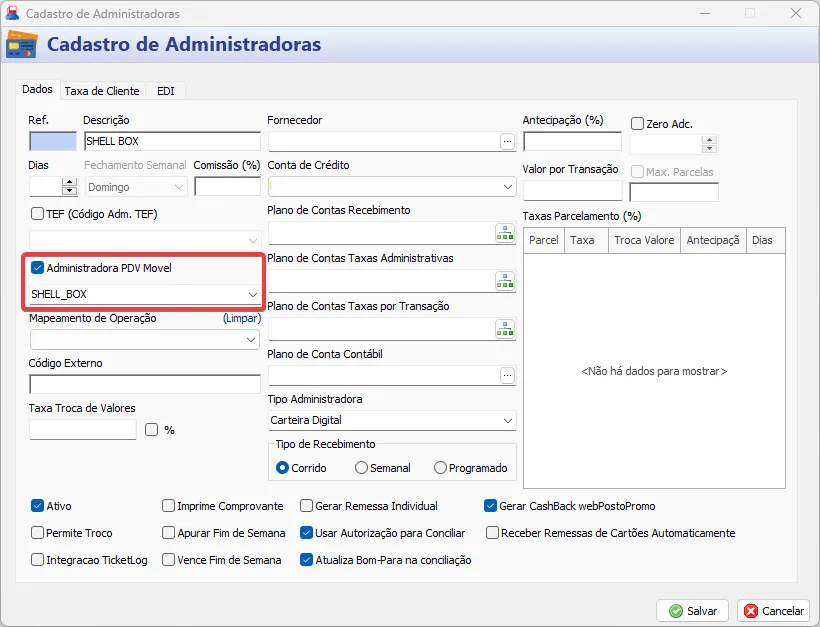 Cadastro de Administradoras
Cadastro de Administradoras
Dados Taxa de Cliente EDI
Ref. Descrição Fornecedor Antecipação (%) Zero Adc.
SHELL BOX
Dias Fechamento Semanal Comissão (%) Conta de Crédito Valor por Transação Max. Parcelas
Domingo
TEF (Código Adm. TEF) Plano de Contas Recebimento Taxas Parcelamento (%)
Parcel Taxa Troca Valore Antecipaçã Dias
Administradora PDV Movel Plano de Contas Taxas Administrativas
SHELL_BOX
Mapeamento de Operação (Limpar) Plano de Contas Taxas por Transação
Código Externo Plano de Conta Contábil
<Não há dados para mostrar>
Taxa Troca de Valores Tipo Administradora
% Carteira Digital
Tipo de Recebimento
Corrido Semanal Programado
Ativo Imprime Comprovante Gerar Remessa Individual Gerar CashBack webPostoPromo
Permite Troco Apurar Fim de Semana Usar Autorização para Conciliar Receber Remessas de Cartões Automaticamente
Integracao TicketLog Vence Fim de Semana Atualiza Bom-Para na conciliação
Salvar Cancelar